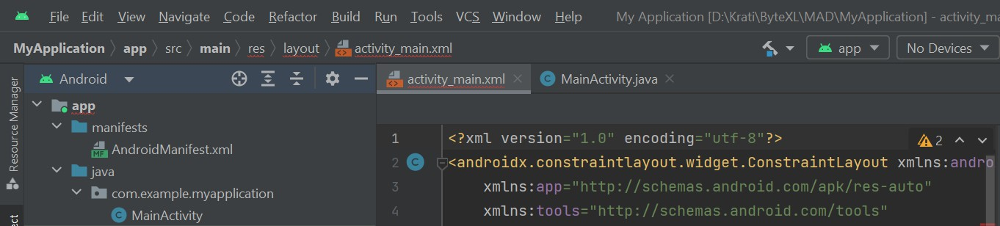 File Edit View Navigate Code Refactor Build Run Tools VCS Window Help My Application [D:\Krati\ByteXL\MAD\MyApplication] - activity_ma
MyApplication app src main res layout activity_main.xml app No Devices
Android activity_main.xml MainActivity.java
Resource Manager
app
manifests
AndroidManifest.xml
java
com.example.myapplication
MainActivity
1 <?xml version="1.0" encoding="utf-8"?> 2
2 <androidx.constraintlayout.widget.ConstraintLayout xmlns:andro
3 xmlns:app="http://schemas.android.com/apk/res-auto"
4 xmlns:tools="http://schemas.android.com/tools"